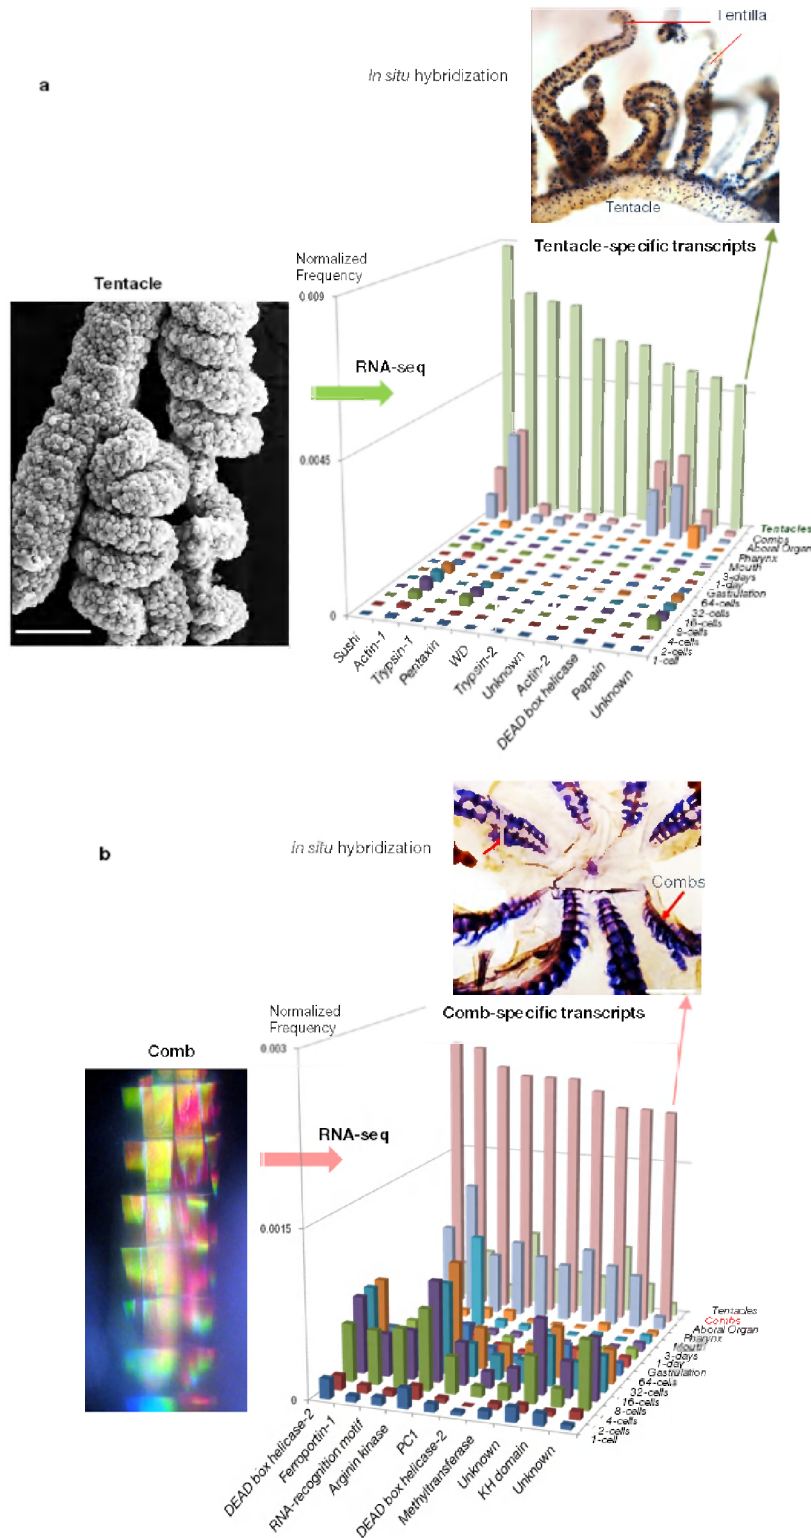 Lentilla
a
In situ hybridization
Tentacle
Tentacle-specific transcripts
Normalized
Frequency
Tentacle
0.009
RNA-seq
0.0045
0
Tentacles
Combs
Aboral Organ
Pharynx
Mouth
3-days
1-day
Gastrulation
64-cells
32-cells
16-cells
8-cells
4-cells
2-cells
1-cell
Sushi
Actin-1
Trypsin-1
Pentaxin
WD
Trypsin-2
Unknown
Actin-2
DEAD box helicase
Papain
Unknown
b
In situ hybridization
Combs
Comb-specific transcripts
Normalized
Frequency
Comb
0.003
RNA-seq
0.0015
0
Tentacles
Combs
Aboral Organ
Pharynx
Mouth
3-days
1-day
Gastrulation
64-cells
32-cells
16-cells
8-cells
4-cells
2-cells
1-cell
DEAD box helicase-2
Ferroportin-1
RNA-recognition motif
Arginin kinase
PC1
DEAD box helicase-2
Methyltransferase
Unknown
KH domain
Unknown